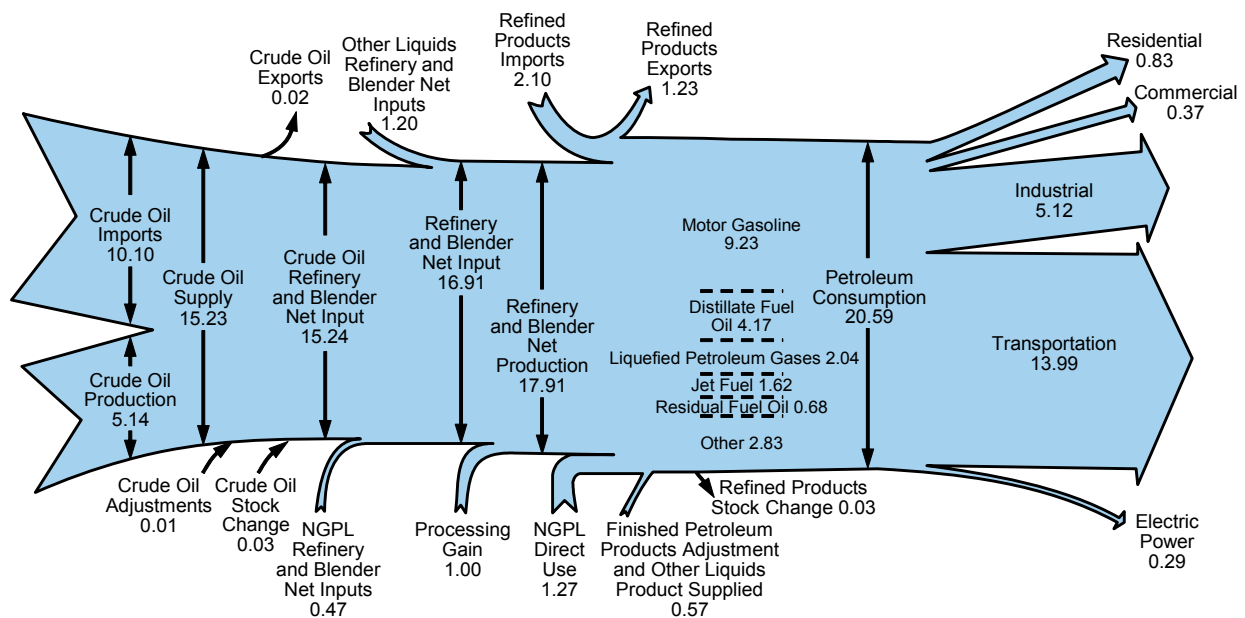 Crude Oil
Exports
0.02
Other Liquids
Refinery and
Blender Net
Inputs
1.20
Refined
Products
Imports
2.10
Refined
Products
Exports
1.23
Residential
0.83
Commercial
0.37
Crude Oil
Imports
10.10
Crude Oil
Supply
15.23
Crude Oil
Refinery
and Blender
Net Input
15.24
Refinery
and Blender
Net Input
16.91
Refinery
and Blender
Net
Production
17.91
Motor Gasoline
9.23
Distillate Fuel
Oil 4.17
Liquefied Petroleum Gases 2.04
Jet Fuel 1.62
Residual Fuel Oil 0.68
Other 2.83
Petroleum
Consumption
20.59
Industrial
5.12
Transportation
13.99
Crude Oil
Production
5.14
Crude Oil
Adjustments
0.01
Crude Oil
Stock
Change
0.03
NGPL
Refinery
and Blender
Net Inputs
0.47
Processing
Gain
1.00
NGPL
Direct
Use
1.27
Finished Petroleum
Products Adjustment
and Other Liquids
Product Supplied
0.57
Refined Products
Stock Change 0.03
Electric
Power
0.29